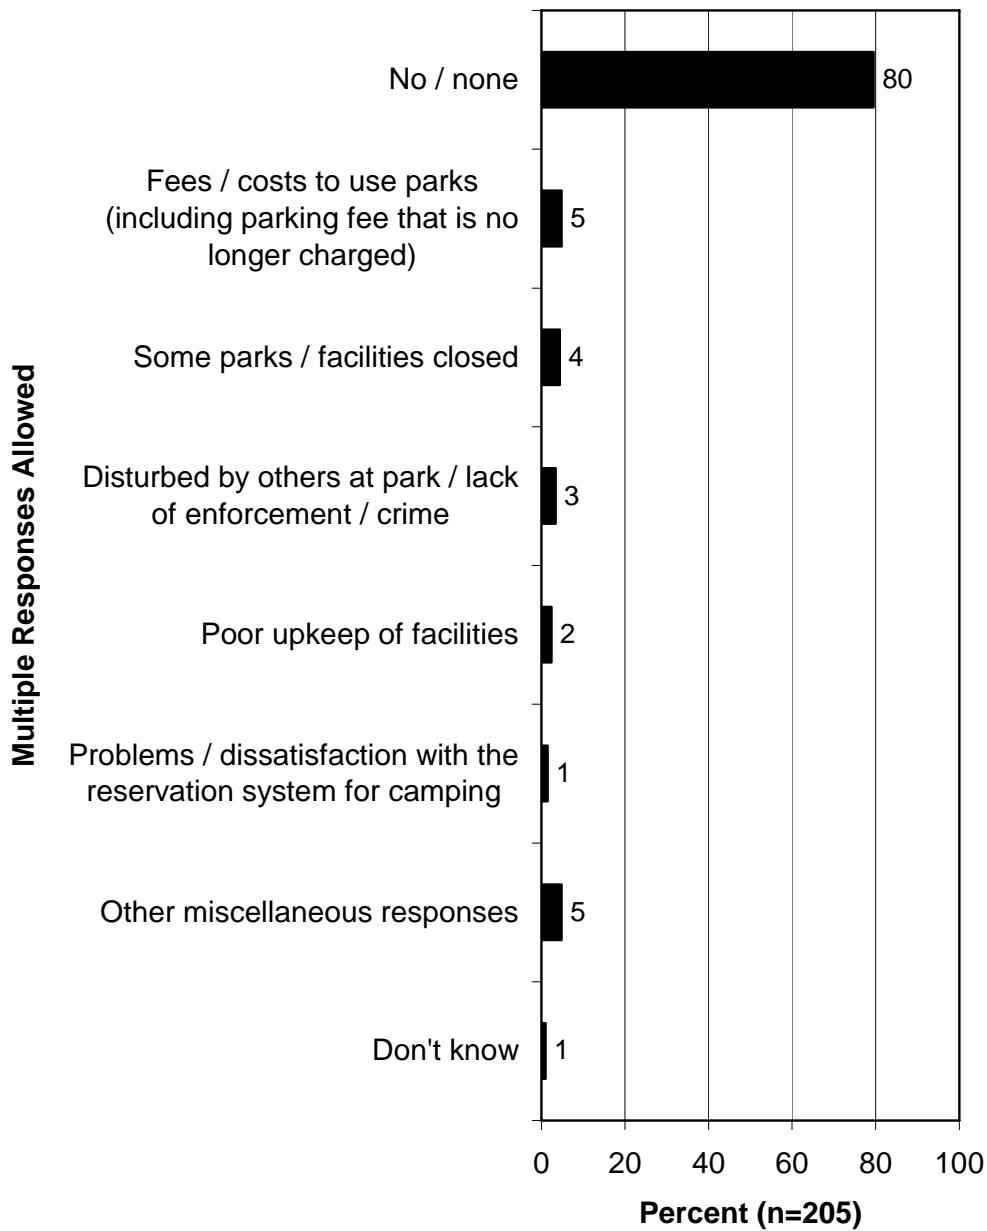 No / none
80
Fees / costs to use parks
(including parking fee that is no
longer charged)
5
Some parks / facilities closed
4
Disturbed by others at park / lack
of enforcement / crime
3
Poor upkeep of facilities
2
Problems / dissatisfaction with the
reservation system for camping
1
Other miscellaneous responses
5
Don't know
1
Multiple Responses Allowed
0 20 40 60 80 100
Percent (n=205)